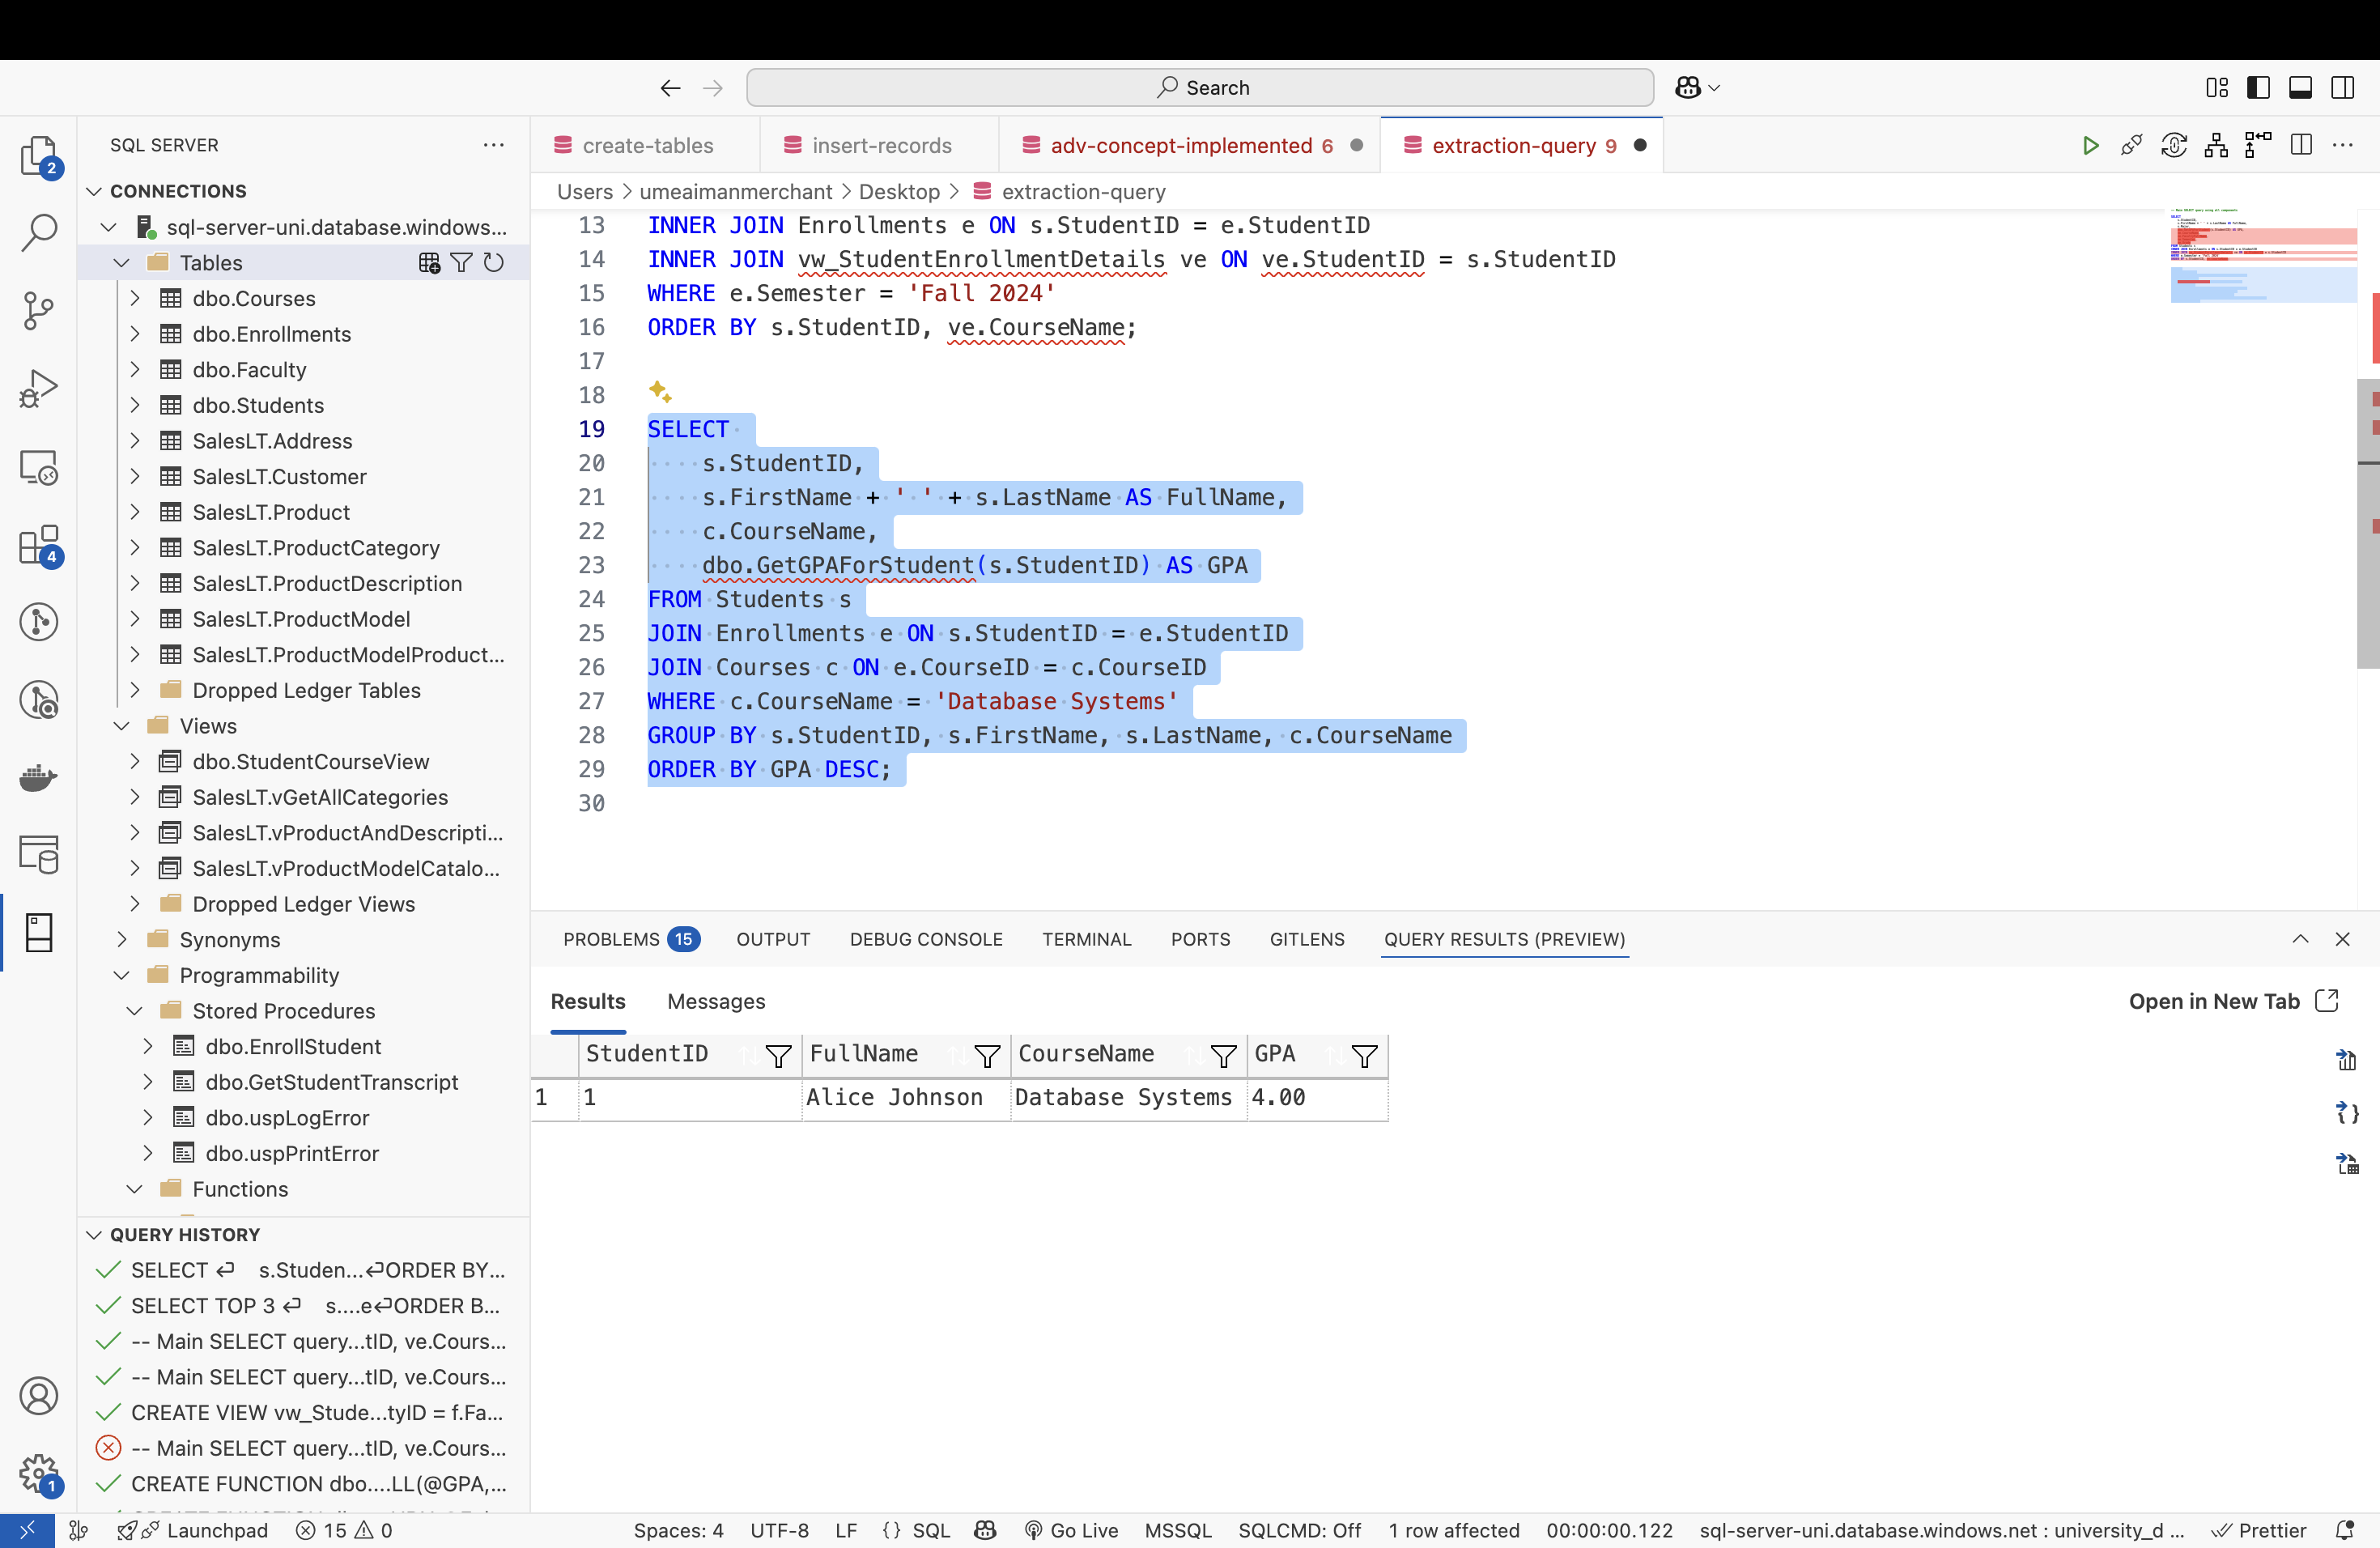 Search
SQL SERVER
CONNECTIONS
sql-server-uni.database.windows...
Tables
dbo.Courses
dbo.Enrollments
dbo.Faculty
dbo.Students
SalesLT.Address
SalesLT.Customer
SalesLT.Product
SalesLT.ProductCategory
SalesLT.ProductDescription
SalesLT.ProductModel
SalesLT.ProductModelProduct...
Dropped Ledger Tables
Views
dbo.StudentCourseView
SalesLT.vGetAllCategories
SalesLT.vProductAndDescripti...
SalesLT.vProductModelCatalo...
Dropped Ledger Views
Synonyms
Programmability
Stored Procedures
dbo.EnrollStudent
dbo.GetStudentTranscript
dbo.uspLogError
dbo.uspPrintError
Functions
QUERY HISTORY
SELECT ↵ s.Studen...↵ORDER BY...
SELECT TOP 3 ↵ s....e↵ORDER B...
-- Main SELECT query...tID, ve.Cours...
-- Main SELECT query...tID, ve.Cours...
CREATE VIEW vw_Stude...tyID = f.Fa...
-- Main SELECT query...tID, ve.Cours...
CREATE FUNCTION dbo....LL(@GPA,...
2
4
1
create-tables insert-records adv-concept-implemented 6 extraction-query 9
Users > umeaimanmerchant > Desktop > extraction-query
13 INNER JOIN Enrollments e ON s.StudentID = e.StudentID
14 INNER JOIN vw_StudentEnrollmentDetails ve ON ve.StudentID = s.StudentID
15 WHERE e.Semester = 'Fall 2024'
16 ORDER BY s.StudentID, ve.CourseName;
17
18
19 SELECT
20 s.StudentID,
21 s.FirstName + ' ' + s.LastName AS FullName,
22 c.CourseName,
23 dbo.GetGPAForStudent(s.StudentID) AS GPA
24 FROM Students s
25 JOIN Enrollments e ON s.StudentID = e.StudentID
26 JOIN Courses c ON e.CourseID = c.CourseID
27 WHERE c.CourseName = 'Database Systems'
28 GROUP BY s.StudentID, s.FirstName, s.LastName, c.CourseName
29 ORDER BY GPA DESC;
30
PROBLEMS 15 OUTPUT DEBUG CONSOLE TERMINAL PORTS GITLENS QUERY RESULTS (PREVIEW)
Results Messages Open in New Tab
StudentID FullName CourseName GPA
1 1 Alice Johnson Database Systems 4.00
Launchpad 15 0 Spaces: 4 UTF-8 LF {} SQL Go Live MSSQL SQLCMD: Off 1 row affected 00:00:00.122 sql-server-uni.database.windows.net : university_d ... Prettier